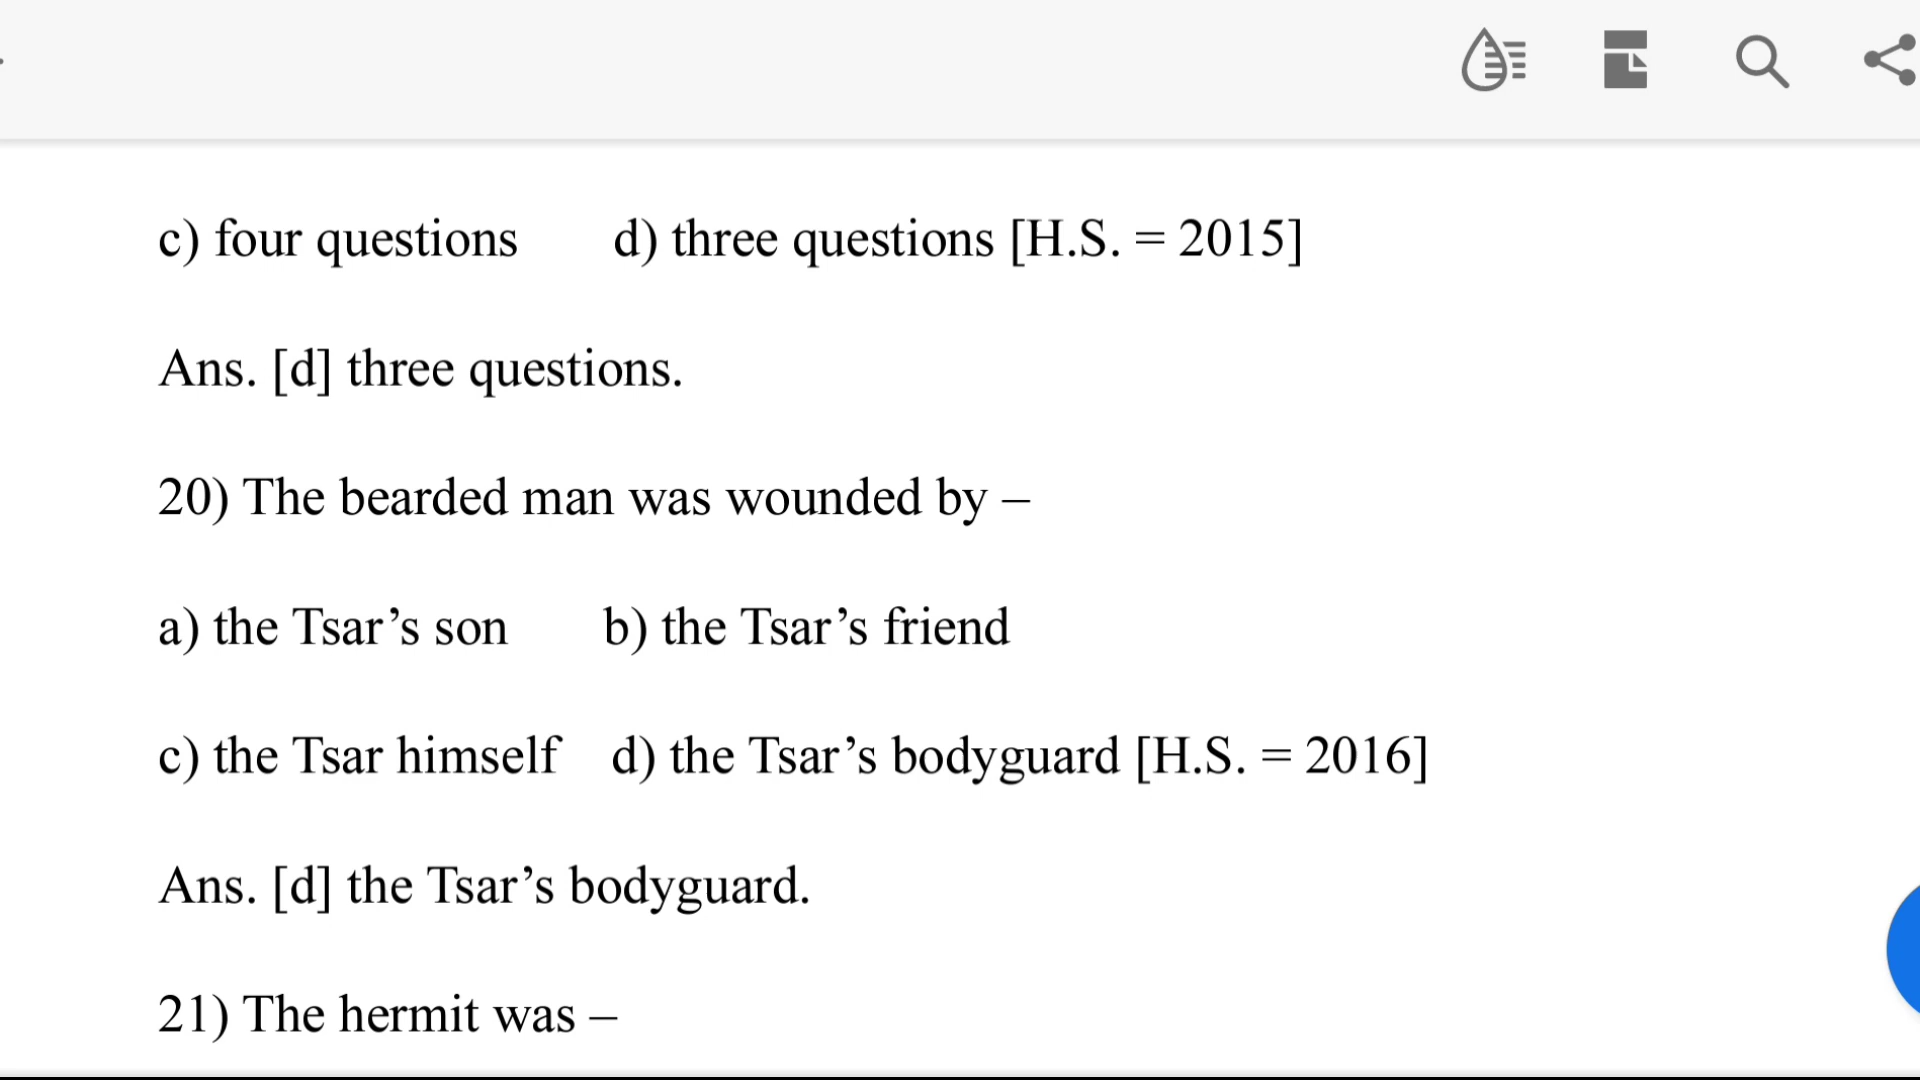 c) four questions d) three questions [H.S. = 2015]
Ans. [d] three questions.
20) The bearded man was wounded by –
a) the Tsar’s son b) the Tsar’s friend
c) the Tsar himself d) the Tsar’s bodyguard [H.S. = 2016]
Ans. [d] the Tsar’s bodyguard.
21) The hermit was –